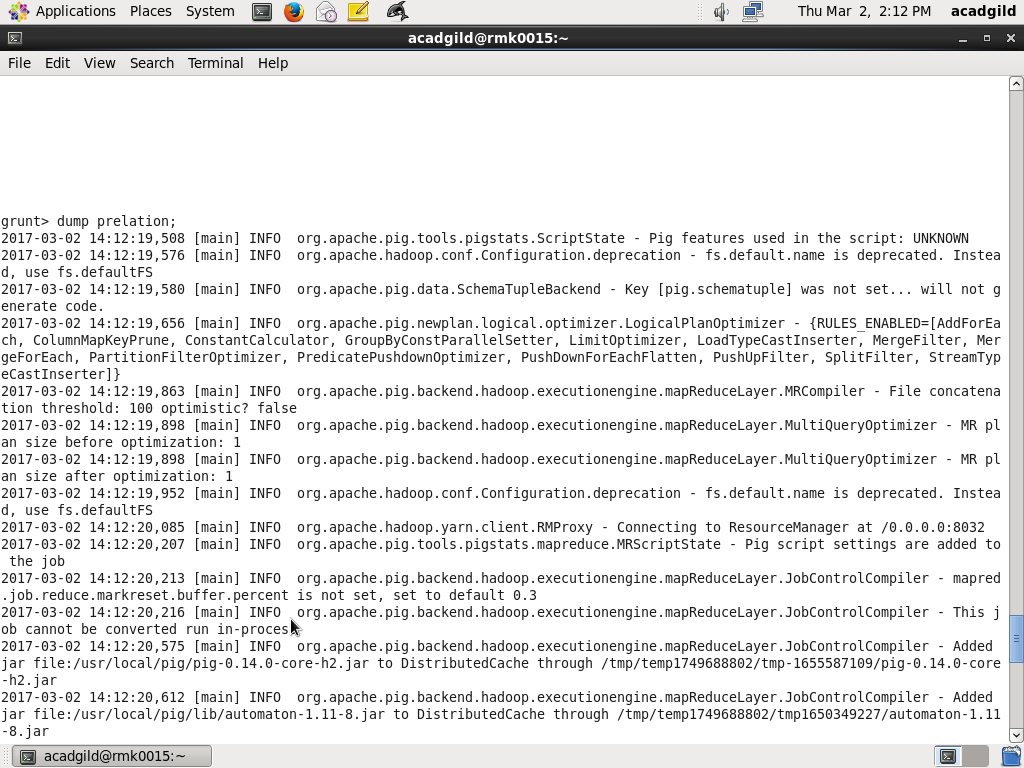 Applications Places System Thu Mar 2, 2:12 PM acadgild
acadgild@rmk0015:~
File Edit View Search Terminal Help
grunt> dump prelation;
2017-03-02 14:12:19,508 [main] INFO  org.apache.pig.tools.pigstats.ScriptState - Pig features used in the script: UNKNOWN
2017-03-02 14:12:19,576 [main] INFO  org.apache.hadoop.conf.Configuration.deprecation - fs.default.name is deprecated. Instea
d, use fs.defaultFS
2017-03-02 14:12:19,580 [main] INFO  org.apache.pig.data.SchemaTupleBackend - Key [pig.schematuple] was not set... will not g
enerate code.
2017-03-02 14:12:19,656 [main] INFO  org.apache.pig.newplan.logical.optimizer.LogicalPlanOptimizer - {RULES_ENABLED=[AddForEa
ch, ColumnMapKeyPrune, ConstantCalculator, GroupByConstParallelSetter, LimitOptimizer, LoadTypeCastInserter, MergeFilter, Mer
geForEach, PartitionFilterOptimizer, PredicatePushdownOptimizer, PushDownForEachFlatten, PushUpFilter, SplitFilter, StreamTyp
eCastInserter]}
2017-03-02 14:12:19,863 [main] INFO  org.apache.pig.backend.hadoop.executionengine.mapReduceLayer.MRCompiler - File concatena
tion threshold: 100 optimistic? false
2017-03-02 14:12:19,898 [main] INFO  org.apache.pig.backend.hadoop.executionengine.mapReduceLayer.MultiQueryOptimizer - MR pl
an size before optimization: 1
2017-03-02 14:12:19,898 [main] INFO  org.apache.pig.backend.hadoop.executionengine.mapReduceLayer.MultiQueryOptimizer - MR pl
an size after optimization: 1
2017-03-02 14:12:19,952 [main] INFO  org.apache.hadoop.conf.Configuration.deprecation - fs.default.name is deprecated. Instea
d, use fs.defaultFS
2017-03-02 14:12:20,085 [main] INFO  org.apache.hadoop.yarn.client.RMProxy - Connecting to ResourceManager at /0.0.0.0:8032
2017-03-02 14:12:20,207 [main] INFO  org.apache.pig.tools.pigstats.mapreduce.MRScriptState - Pig script settings are added to
 the job
2017-03-02 14:12:20,213 [main] INFO  org.apache.pig.backend.hadoop.executionengine.mapReduceLayer.JobControlCompiler - mapred
.job.reduce.markreset.buffer.percent is not set, set to default 0.3
2017-03-02 14:12:20,216 [main] INFO  org.apache.pig.backend.hadoop.executionengine.mapReduceLayer.JobControlCompiler - This j
ob cannot be converted run in-process
2017-03-02 14:12:20,575 [main] INFO  org.apache.pig.backend.hadoop.executionengine.mapReduceLayer.JobControlCompiler - Added
jar file:/usr/local/pig/pig-0.14.0-core-h2.jar to DistributedCache through /tmp/temp1749688802/tmp-1655587109/pig-0.14.0-core
-h2.jar
2017-03-02 14:12:20,612 [main] INFO  org.apache.pig.backend.hadoop.executionengine.mapReduceLayer.JobControlCompiler - Added
jar file:/usr/local/pig/lib/automaton-1.11-8.jar to DistributedCache through /tmp/temp1749688802/tmp1650349227/automaton-1.11
-8.jar
acadgild@rmk0015:~